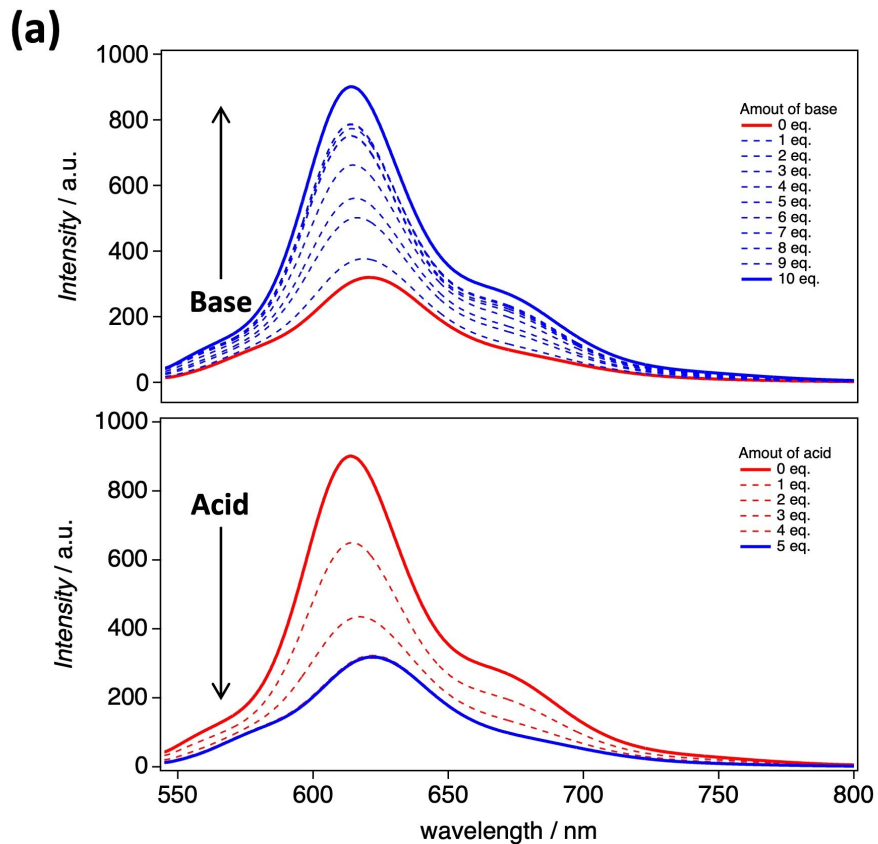 (a)
1000
800
600
400
200
0
Intensity / a.u.
Base
Amout of base
0 eq.
1 eq.
2 eq.
3 eq.
4 eq.
5 eq.
6 eq.
7 eq.
8 eq.
9 eq.
10 eq.
1000
800
600
400
200
0
Intensity / a.u.
Acid
Amout of acid
0 eq.
1 eq.
2 eq.
3 eq.
4 eq.
5 eq.
550 600 650 700 750 800
wavelength / nm